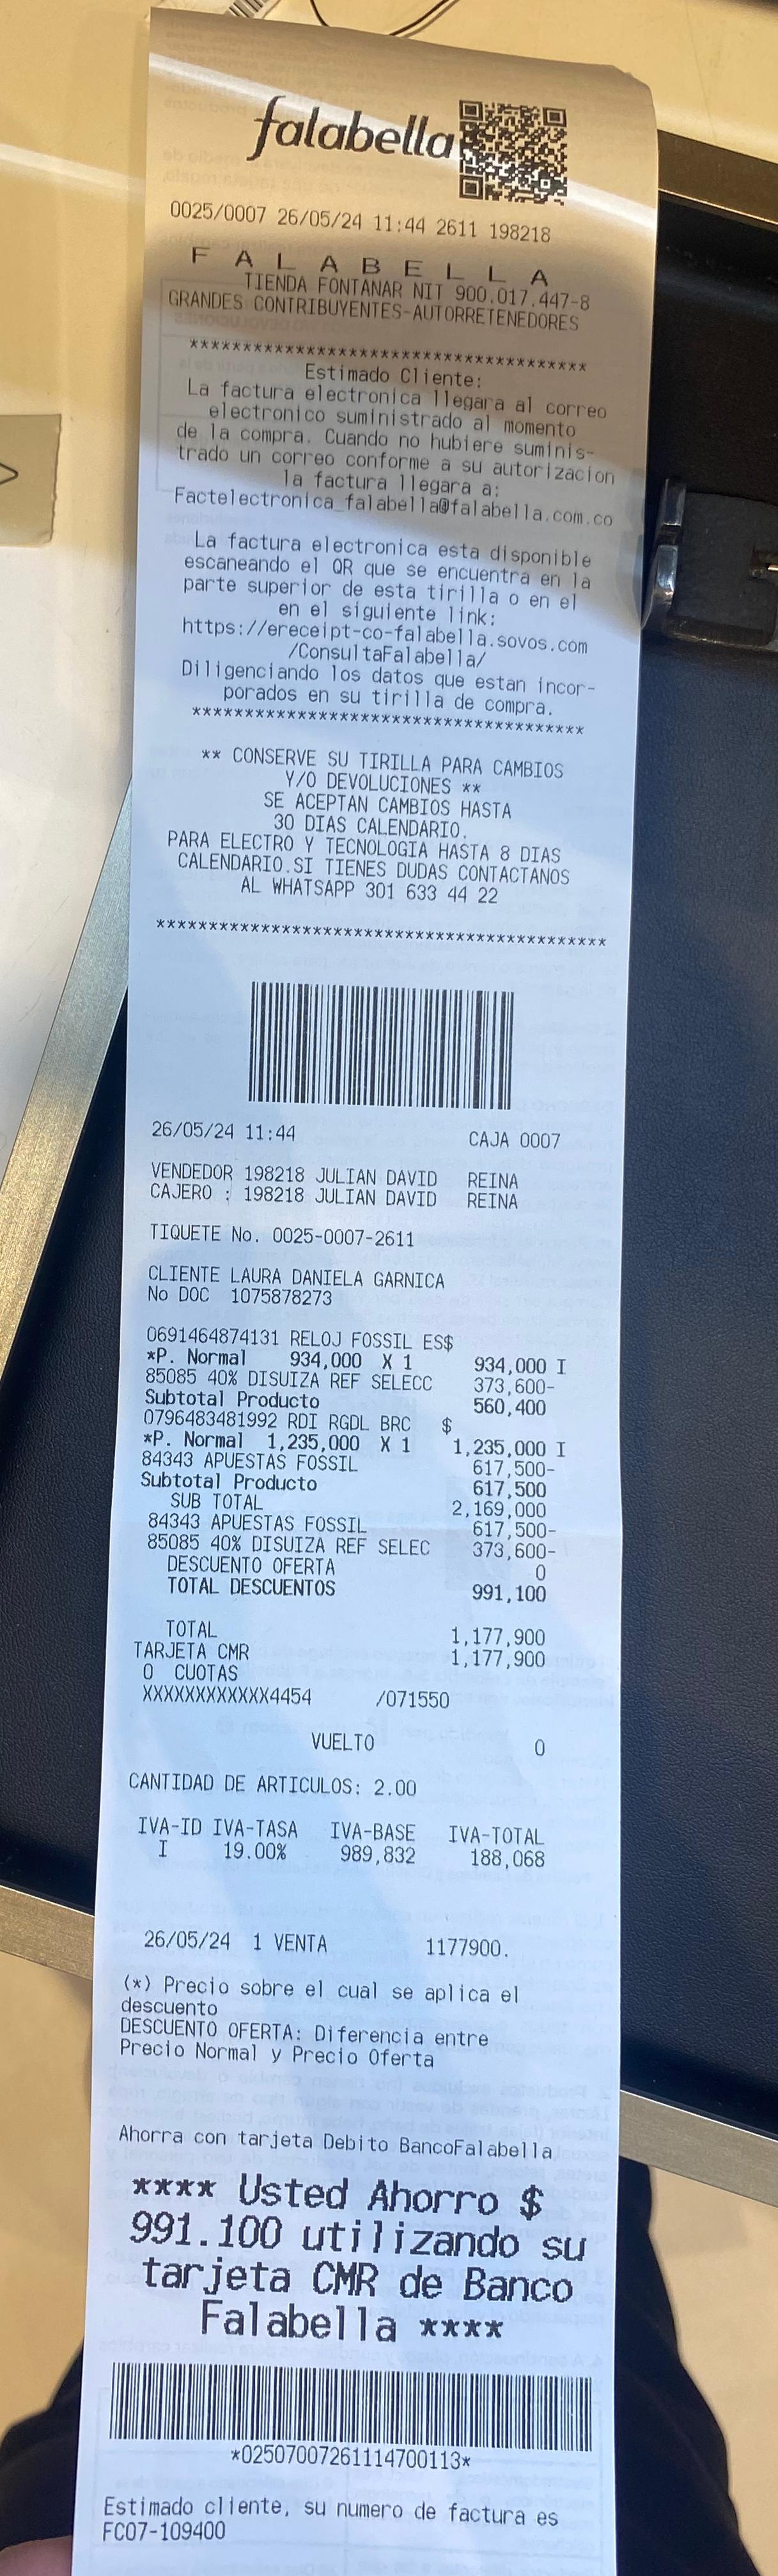 falabella
0025/0007 26/05/24 11:44 2611 198218
F A L A B E L L A
TIENDA FONTANAR NIT 900.017.447-8
GRANDES CONTRIBUYENTES-AUTORRETENEDORES
**************************************
Estimado Cliente:
La factura electronica llegara al correo
electronico suministrado al momento
de la compra. Cuando no hubiere suminis-
trado un correo conforme a su autorizacion
la factura llegara a:
Factelectronica_falabella@falabella.com.co
La factura electronica esta disponible
escaneando el QR que se encuentra en la
parte superior de esta tirilla o en el
en el siguiente link:
https://ereceipt-co-falabella.sovos.com
/ConsultaFalabella/
Diligenciando los datos que estan incor-
porados en su tirilla de compra.
**************************************
** CONSERVE SU TIRILLA PARA CAMBIOS
Y/O DEVOLUCIONES **
SE ACEPTAN CAMBIOS HASTA
30 DIAS CALENDARIO.
PARA ELECTRO Y TECNOLOGIA HASTA 8 DIAS
CALENDARIO.SI TIENES DUDAS CONTACTANOS
AL WHATSAPP 301 633 44 22
********************************************
26/05/24 11:44 CAJA 0007
VENDEDOR 198218 JULIAN DAVID REINA
CAJERO : 198218 JULIAN DAVID REINA
TIQUETE No. 0025-0007-2611
CLIENTE LAURA DANIELA GARNICA
No DOC 1075878273
0691464874131 RELOJ FOSSIL ES$
*P. Normal 934,000 X 1 934,000 I
85085 40% DISUIZA REF SELECC 373,600-
Subtotal Producto 560,400
0796483481992 RDI RGDL BRC $
*P. Normal 1,235,000 X 1 1,235,000 I
84343 APUESTAS FOSSIL 617,500-
Subtotal Producto 617,500
SUB TOTAL 2,169,000
84343 APUESTAS FOSSIL 617,500-
85085 40% DISUIZA REF SELEC 373,600-
DESCUENTO OFERTA 0
TOTAL DESCUENTOS 991,100
TOTAL 1,177,900
TARJETA CMR 1,177,900
0 CUOTAS
XXXXXXXXXXXX4454 /071550
VUELTO 0
CANTIDAD DE ARTICULOS: 2.00
IVA-ID IVA-TASA IVA-BASE IVA-TOTAL
I 19.00% 989,832 188,068
26/05/24 1 VENTA 1177900.
(*) Precio sobre el cual se aplica el
descuento
DESCUENTO OFERTA: Diferencia entre
Precio Normal y Precio Oferta
Ahorra con tarjeta Debito BancoFalabella
**** Usted Ahorro $
991.100 utilizando su
tarjeta CMR de Banco
Falabella ****
*02507007261114700113*
Estimado cliente, su numero de factura es
FC07-109400